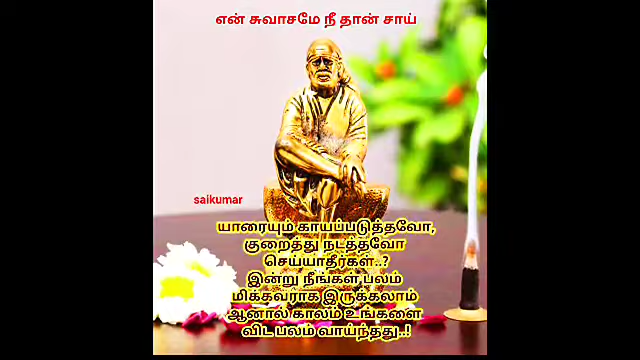 என் சுவாசமே நீ தான் சாய்
saikumar
யாரையும் காயப்படுத்தவோ,
குறைத்து நடத்தவோ
செய்யாதீர்கள்..?
இன்று நீங்கள் பலம்
மிக்கவராக இருக்கலாம்
ஆனால் காலம் உங்களை
விட பலம் வாய்ந்தது..!